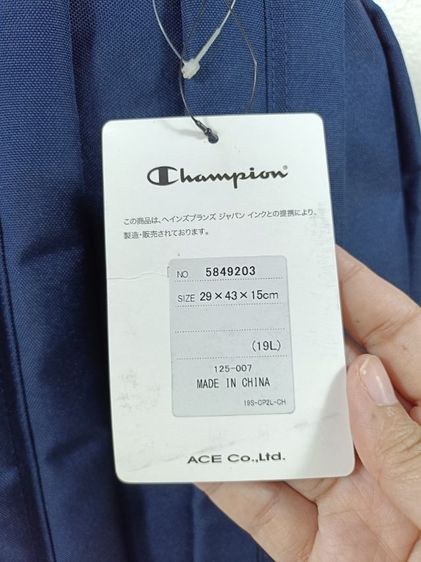 Champion®
この商品は、ヘインズブランズ ジャパン インクとの提携により、
製造・販売されております。
NO 5849203
SIZE 29×43×15cm
(19L)
125-007
MADE IN CHINA
19S-CP2L-CH
ACE Co.,Ltd.